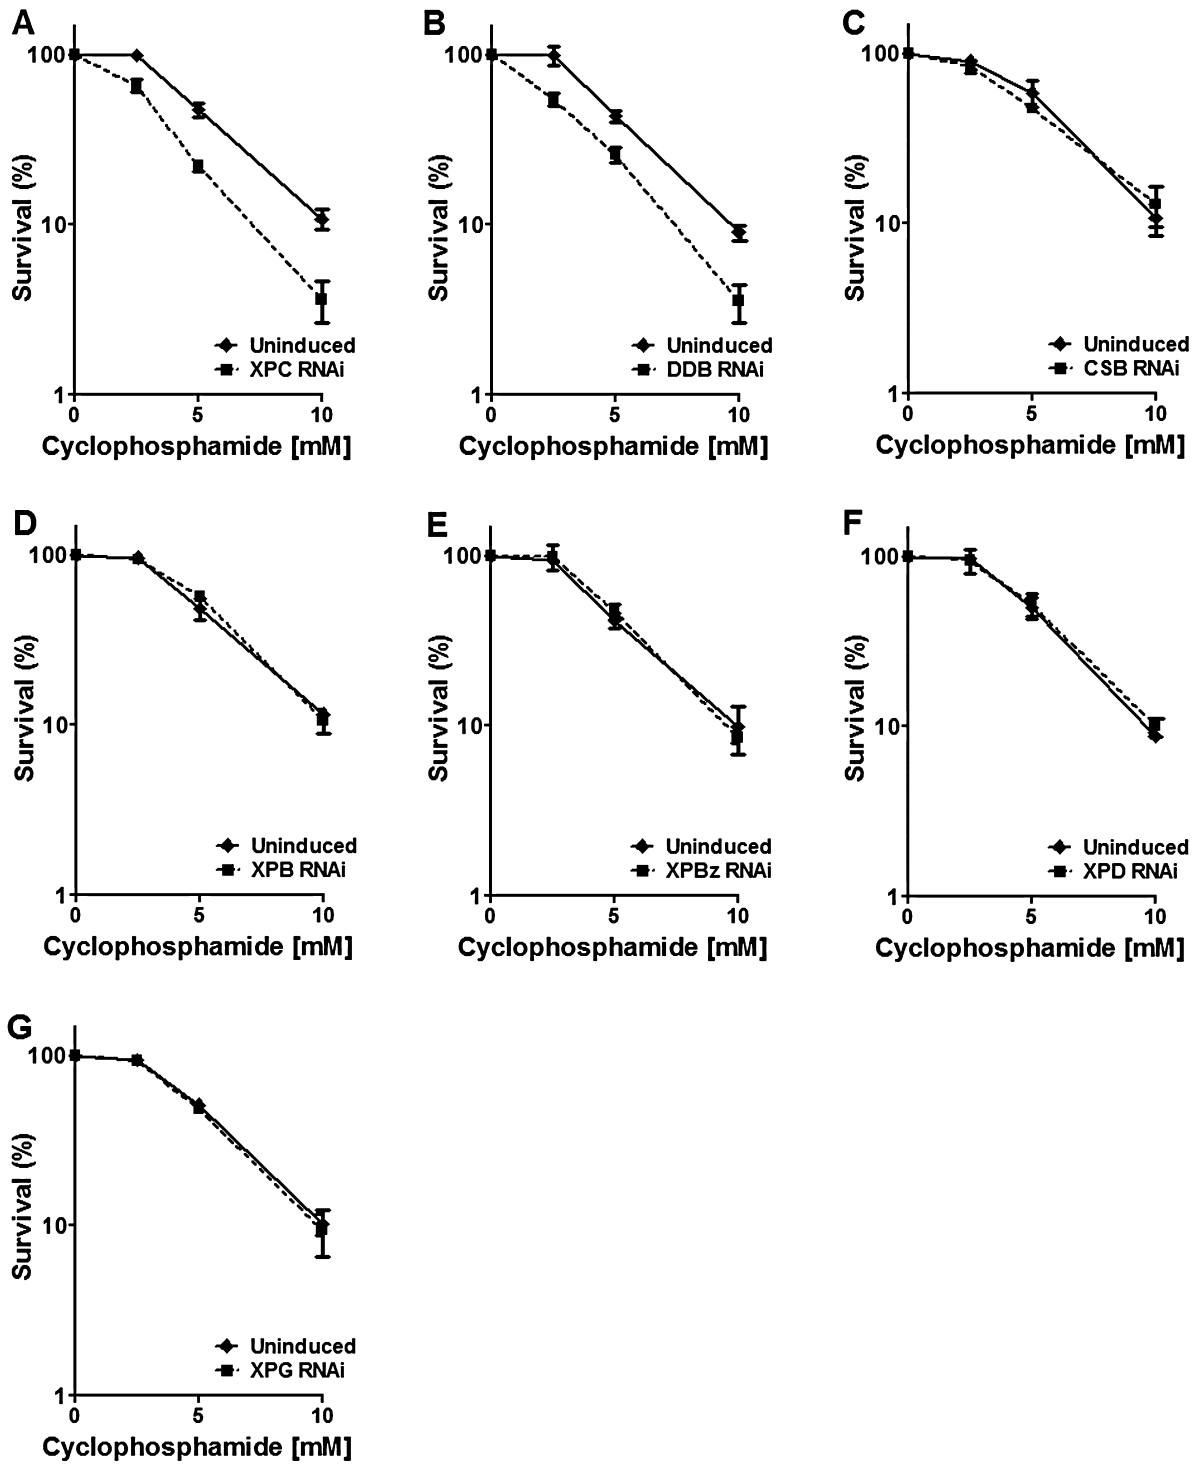 A
Survival (%)
100
10
1
Uninduced
XPC RNAi
0 5 10
Cyclophosphamide [mM]
B
Survival (%)
100
10
1
Uninduced
DDB RNAi
0 5 10
Cyclophosphamide [mM]
C
Survival (%)
100
10
1
Uninduced
CSB RNAi
0 5 10
Cyclophosphamide [mM]
D
Survival (%)
100
10
1
Uninduced
XPB RNAi
0 5 10
Cyclophosphamide [mM]
E
Survival (%)
100
10
1
Uninduced
XPBz RNAi
0 5 10
Cyclophosphamide [mM]
F
Survival (%)
100
10
1
Uninduced
XPD RNAi
0 5 10
Cyclophosphamide [mM]
G
Survival (%)
100
10
1
Uninduced
XPG RNAi
0 5 10
Cyclophosphamide [mM]